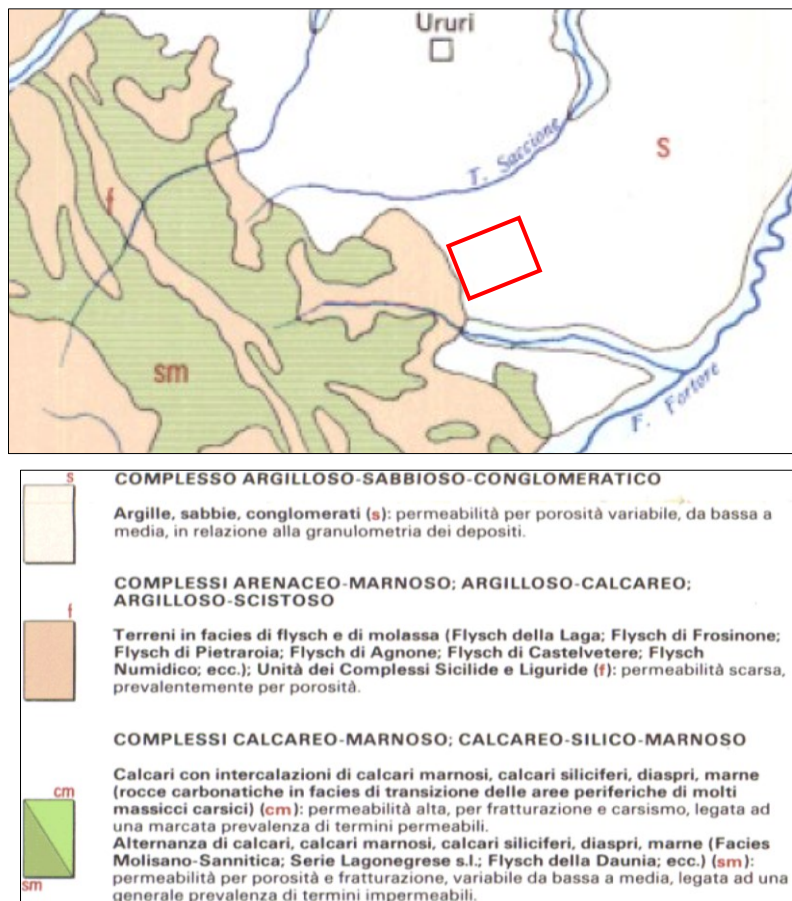 Ururi
T. Saccione
s
f
sm
F. Fortore
s
COMPLESSO ARGILLOSO-SABBIOSO-CONGLOMERATICO
Argille, sabbie, conglomerati (s): permeabilità per porosità variabile, da bassa a
media, in relazione alla granulometria dei depositi.
f
COMPLESSI ARENACEO-MARNOSO; ARGILLOSO-CALCAREO;
ARGILLOSO-SCISTOSO
Terreni in facies di flysch e di molassa (Flysch della Laga; Flysch di Frosinone;
Flysch di Pietraroia; Flysch di Agnone; Flysch di Castelvetere; Flysch
Numidico; ecc.); Unità dei Complessi Sicilide e Liguride (f): permeabilità scarsa,
prevalentemente per porosità.
COMPLESSI CALCAREO-MARNOSO; CALCAREO-SILICO-MARNOSO
cm
Calcari con intercalazioni di calcari marnosi, calcari siliciferi, diaspri, marne
(rocce carbonatiche in facies di transizione delle aree periferiche di molti
massicci carsici) (cm): permeabilità alta, per fratturazione e carsismo, legata ad
una marcata prevalenza di termini permeabili.
Alternanza di calcari, calcari marnosi, calcari siliciferi, diaspri, marne (Facies
Molisano-Sannitica; Serie Lagonegrese s.l.; Flysch della Daunia; ecc.) (sm):
sm
permeabilità per porosità e fratturazione, variabile da bassa a media, legata ad una
generale prevalenza di termini impermeabili.